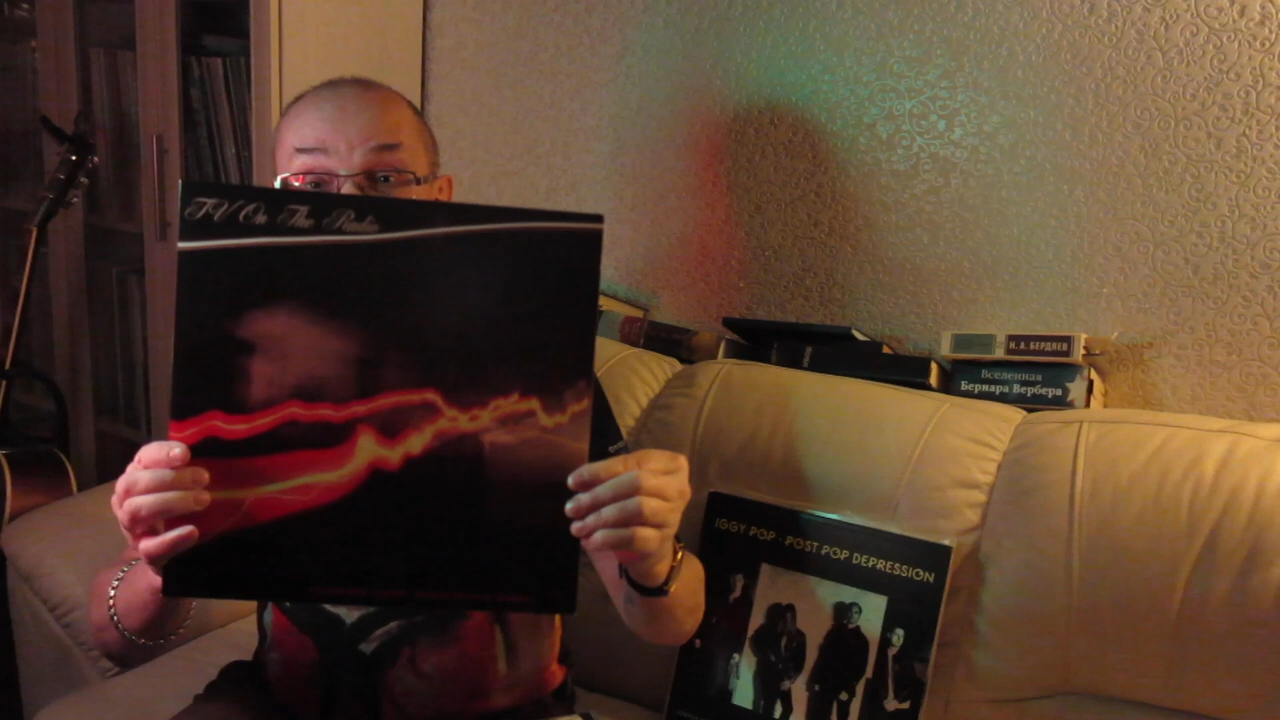 TV On The Radio
Н. А. БЕРДЯЕВ
Вселенная
Бернара Вербера
IGGY POP · POST POP DEPRESSION